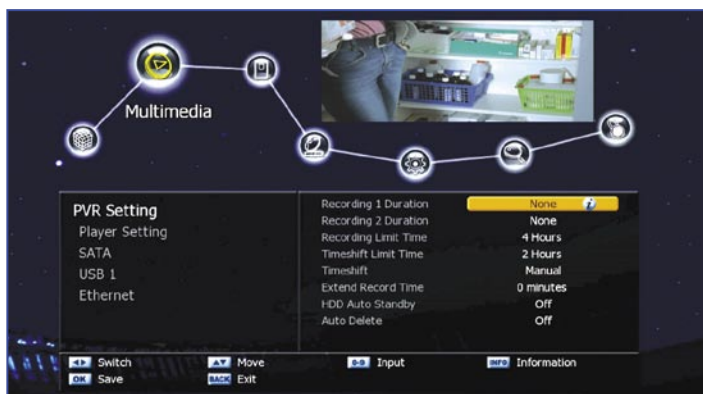 Multimedia
PVR Setting
Player Setting
SATA
USB 1
Ethernet
Recording 1 Duration None
Recording 2 Duration None
Recording Limit Time 4 Hours
Timeshift Limit Time 2 Hours
Timeshift Manual
Extend Record Time 0 minutes
HDD Auto Standby Off
Auto Delete Off
Switch Move 0-9 Input INFO Information
OK Save BACK Exit